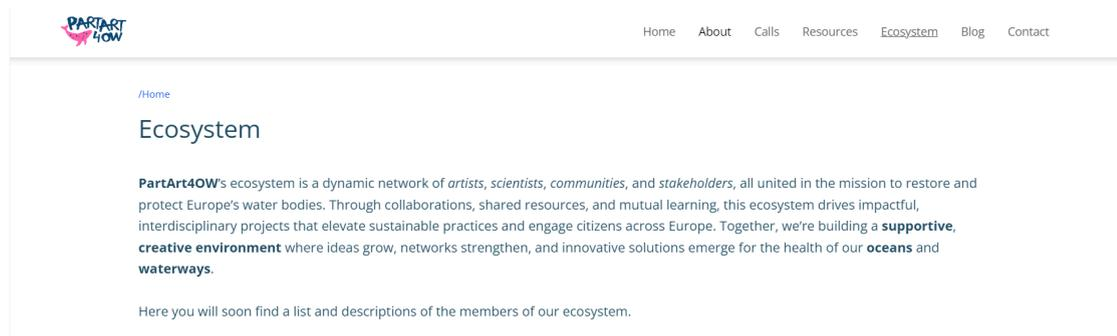 PARTART
4OW
Home About Calls Resources Ecosystem Blog Contact
/Home
Ecosystem
PartArt4OW's ecosystem is a dynamic network of artists, scientists, communities, and stakeholders, all united in the mission to restore and
protect Europe's water bodies. Through collaborations, shared resources, and mutual learning, this ecosystem drives impactful,
interdisciplinary projects that elevate sustainable practices and engage citizens across Europe. Together, we're building a supportive,
creative environment where ideas grow, networks strengthen, and innovative solutions emerge for the health of our oceans and
waterways.
Here you will soon find a list and descriptions of the members of our ecosystem.